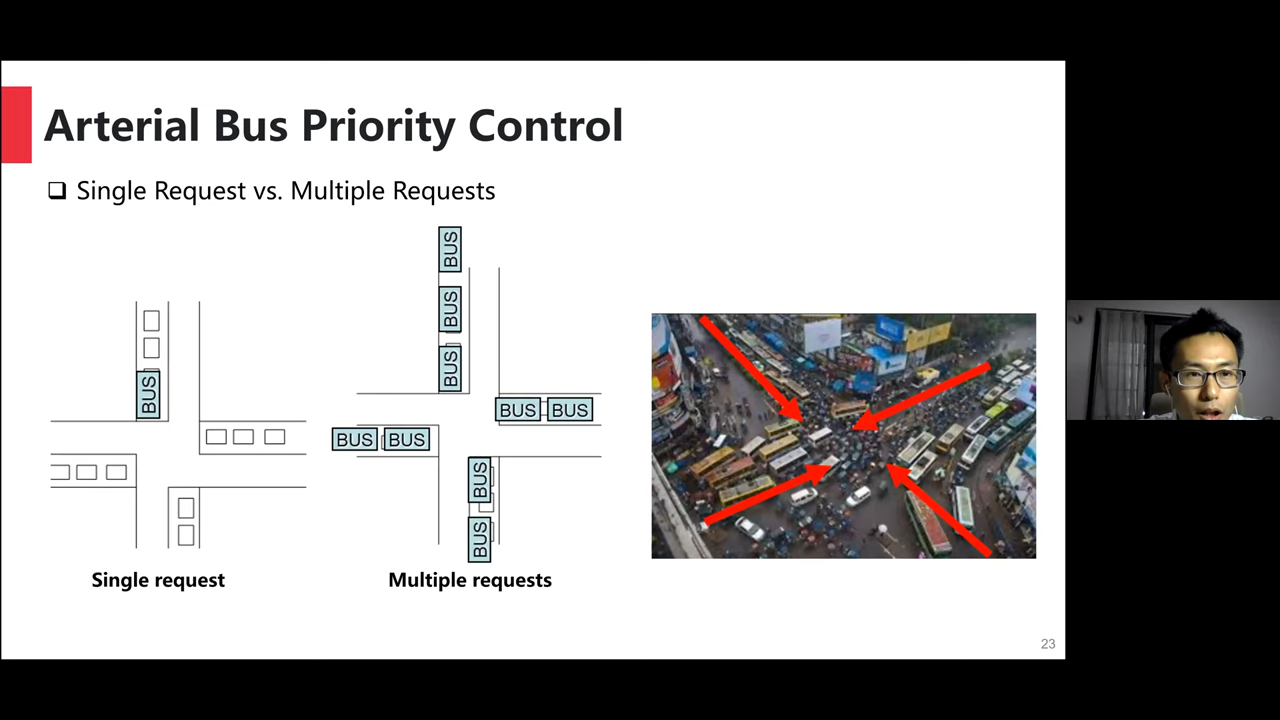 Arterial Bus Priority Control
Single Request vs. Multiple Requests
BUS
BUS
BUS
BUS
BUS BUS
BUS BUS
BUS
BUS
Single request
Multiple requests
23